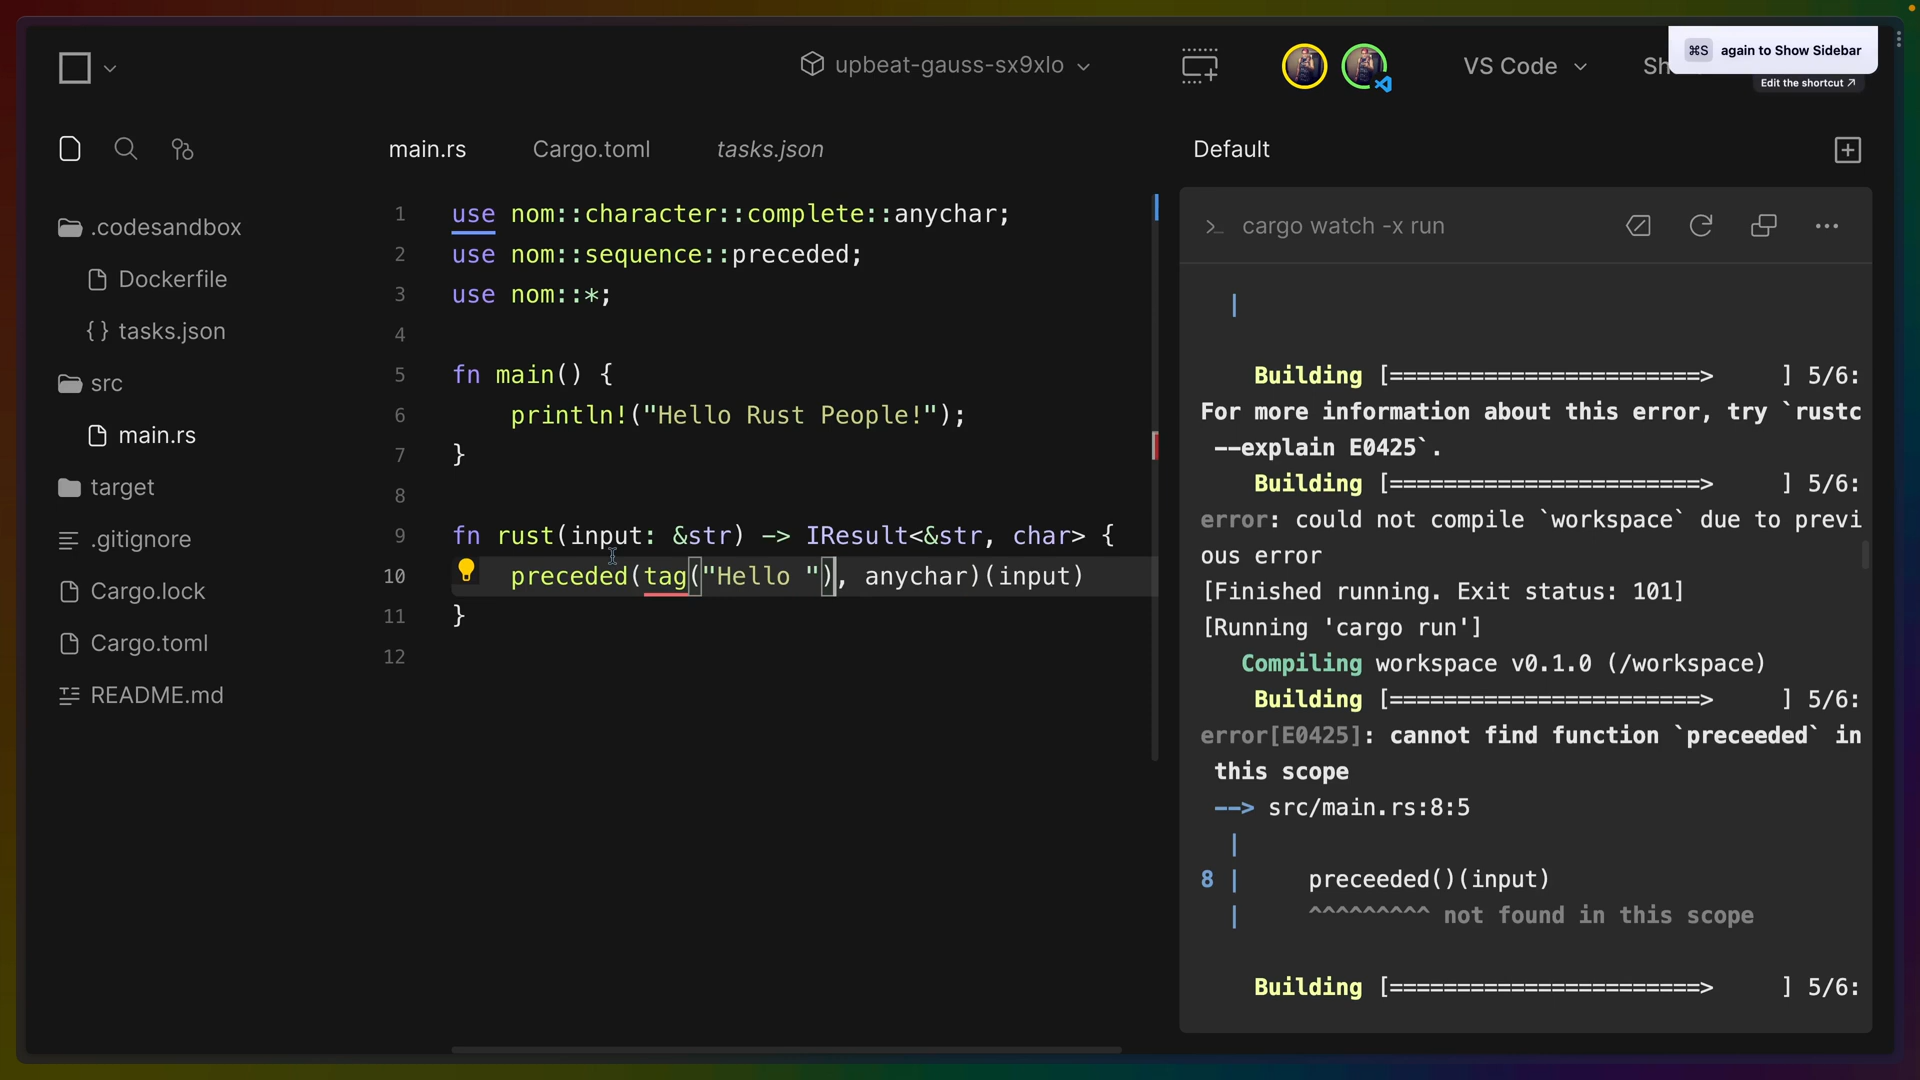 ⌘S again to Show Sidebar
Edit the shortcut ↗
upbeat-gauss-sx9xlo
VS Code
Sh
main.rs
Cargo.toml
tasks.json
Default
.codesandbox
Dockerfile
{ } tasks.json
src
main.rs
target
.gitignore
Cargo.lock
Cargo.toml
README.md
1 use nom::character::complete::anychar;
2 use nom::sequence::preceded;
3 use nom::*;
4
5 fn main() {
6 println!("Hello Rust People!");
7 }
8
9 fn rust(input: &str) -> IResult<&str, char> {
10 preceded(tag("Hello "), anychar)(input)
11 }
12
>_ cargo watch -x run
|
Building [=======================> ] 5/6:
For more information about this error, try `rustc
--explain E0425`.
Building [=======================> ] 5/6:
error: could not compile `workspace` due to previ
ous error
[Finished running. Exit status: 101]
[Running 'cargo run']
Compiling workspace v0.1.0 (/workspace)
Building [=======================> ] 5/6:
error[E0425]: cannot find function `preceeded` in
this scope
--> src/main.rs:8:5
|
8 | preceeded()(input)
| ^^^^^^^^^ not found in this scope
Building [=======================> ] 5/6: